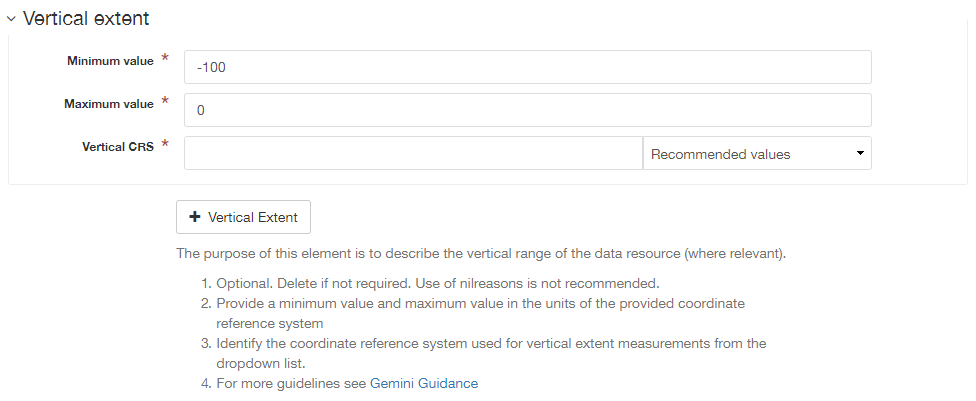 Vertical extent
Minimum value *
-100
Maximum value *
0
Vertical CRS *
Recommended values
+ Vertical Extent
The purpose of this element is to describe the vertical range of the data resource (where relevant).
1. Optional. Delete if not required. Use of nilreasons is not recommended.
2. Provide a minimum value and maximum value in the units of the provided coordinate
reference system
3. Identify the coordinate reference system used for vertical extent measurements from the
dropdown list.
4. For more guidelines see Gemini Guidance